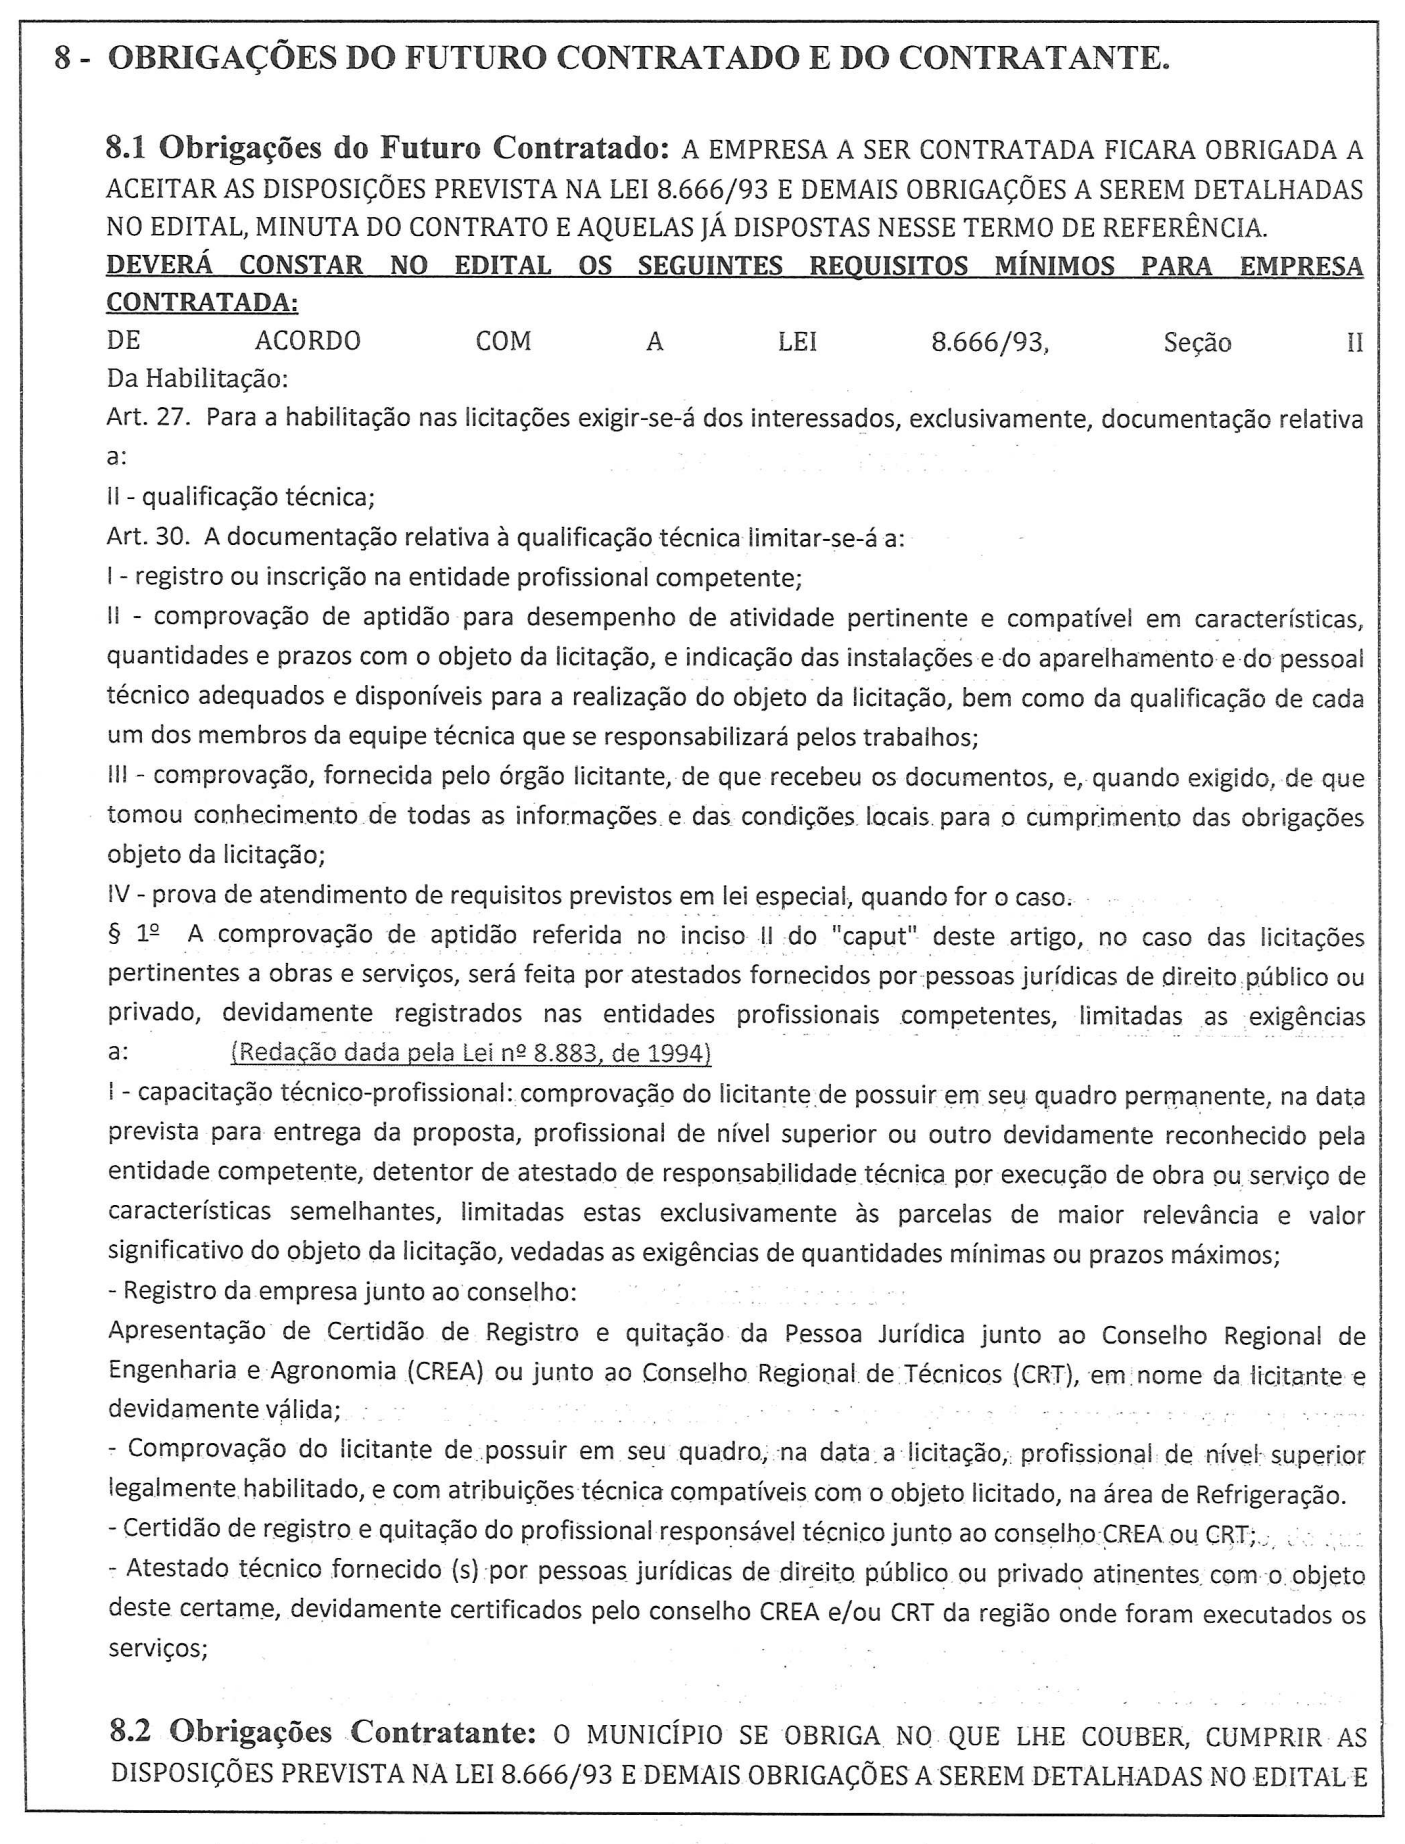 8 - OBRIGAÇÕES DO FUTURO CONTRATADO E DO CONTRATANTE.
8.1 Obrigações do Futuro Contratado: A EMPRESA A SER CONTRATADA FICARA OBRIGADA A
ACEITAR AS DISPOSIÇÕES PREVISTA NA LEI 8.666/93 E DEMAIS OBRIGAÇÕES A SEREM DETALHADAS
NO EDITAL, MINUTA DO CONTRATO E AQUELAS JÁ DISPOSTAS NESSE TERMO DE REFERÊNCIA.
DEVERÁ CONSTAR NO EDITAL OS SEGUINTES REQUISITOS MÍNIMOS PARA EMPRESA
CONTRATADA:
DE ACORDO COM A LEI 8.666/93, Seção II
Da Habilitação:
Art. 27. Para a habilitação nas licitações exigir-se-á dos interessados, exclusivamente, documentação relativa
a:
II - qualificação técnica;
Art. 30. A documentação relativa à qualificação técnica limitar-se-á a:
I - registro ou inscrição na entidade profissional competente;
II - comprovação de aptidão para desempenho de atividade pertinente e compatível em características,
quantidades e prazos com o objeto da licitação, e indicação das instalações e do aparelhamento e do pessoal
técnico adequados e disponíveis para a realização do objeto da licitação, bem como da qualificação de cada
um dos membros da equipe técnica que se responsabilizará pelos trabalhos;
III - comprovação, fornecida pelo órgão licitante, de que recebeu os documentos, e, quando exigido, de que
tomou conhecimento de todas as informações e das condições locais para o cumprimento das obrigações
objeto da licitação;
IV - prova de atendimento de requisitos previstos em lei especial, quando for o caso.
§ 1º A comprovação de aptidão referida no inciso II do "caput" deste artigo, no caso das licitações
pertinentes a obras e serviços, será feita por atestados fornecidos por pessoas jurídicas de direito público ou
privado, devidamente registrados nas entidades profissionais competentes, limitadas as exigências
a: (Redação dada pela Lei nº 8.883, de 1994)
I - capacitação técnico-profissional: comprovação do licitante de possuir em seu quadro permanente, na data
prevista para entrega da proposta, profissional de nível superior ou outro devidamente reconhecido pela
entidade competente, detentor de atestado de responsabilidade técnica por execução de obra ou serviço de
características semelhantes, limitadas estas exclusivamente às parcelas de maior relevância e valor
significativo do objeto da licitação, vedadas as exigências de quantidades mínimas ou prazos máximos;
- Registro da empresa junto ao conselho:
Apresentação de Certidão de Registro e quitação da Pessoa Jurídica junto ao Conselho Regional de
Engenharia e Agronomia (CREA) ou junto ao Conselho Regional de Técnicos (CRT), em nome da licitante e
devidamente válida;
- Comprovação do licitante de possuir em seu quadro, na data a licitação, profissional de nível superior
legalmente habilitado, e com atribuições técnica compatíveis com o objeto licitado, na área de Refrigeração.
- Certidão de registro e quitação do profissional responsável técnico junto ao conselho CREA ou CRT;
- Atestado técnico fornecido (s) por pessoas jurídicas de direito público ou privado atinentes com o objeto
deste certame, devidamente certificados pelo conselho CREA e/ou CRT da região onde foram executados os
serviços;
8.2 Obrigações Contratante: O MUNICÍPIO SE OBRIGA NO QUE LHE COUBER, CUMPRIR AS
DISPOSIÇÕES PREVISTA NA LEI 8.666/93 E DEMAIS OBRIGAÇÕES A SEREM DETALHADAS NO EDITAL E